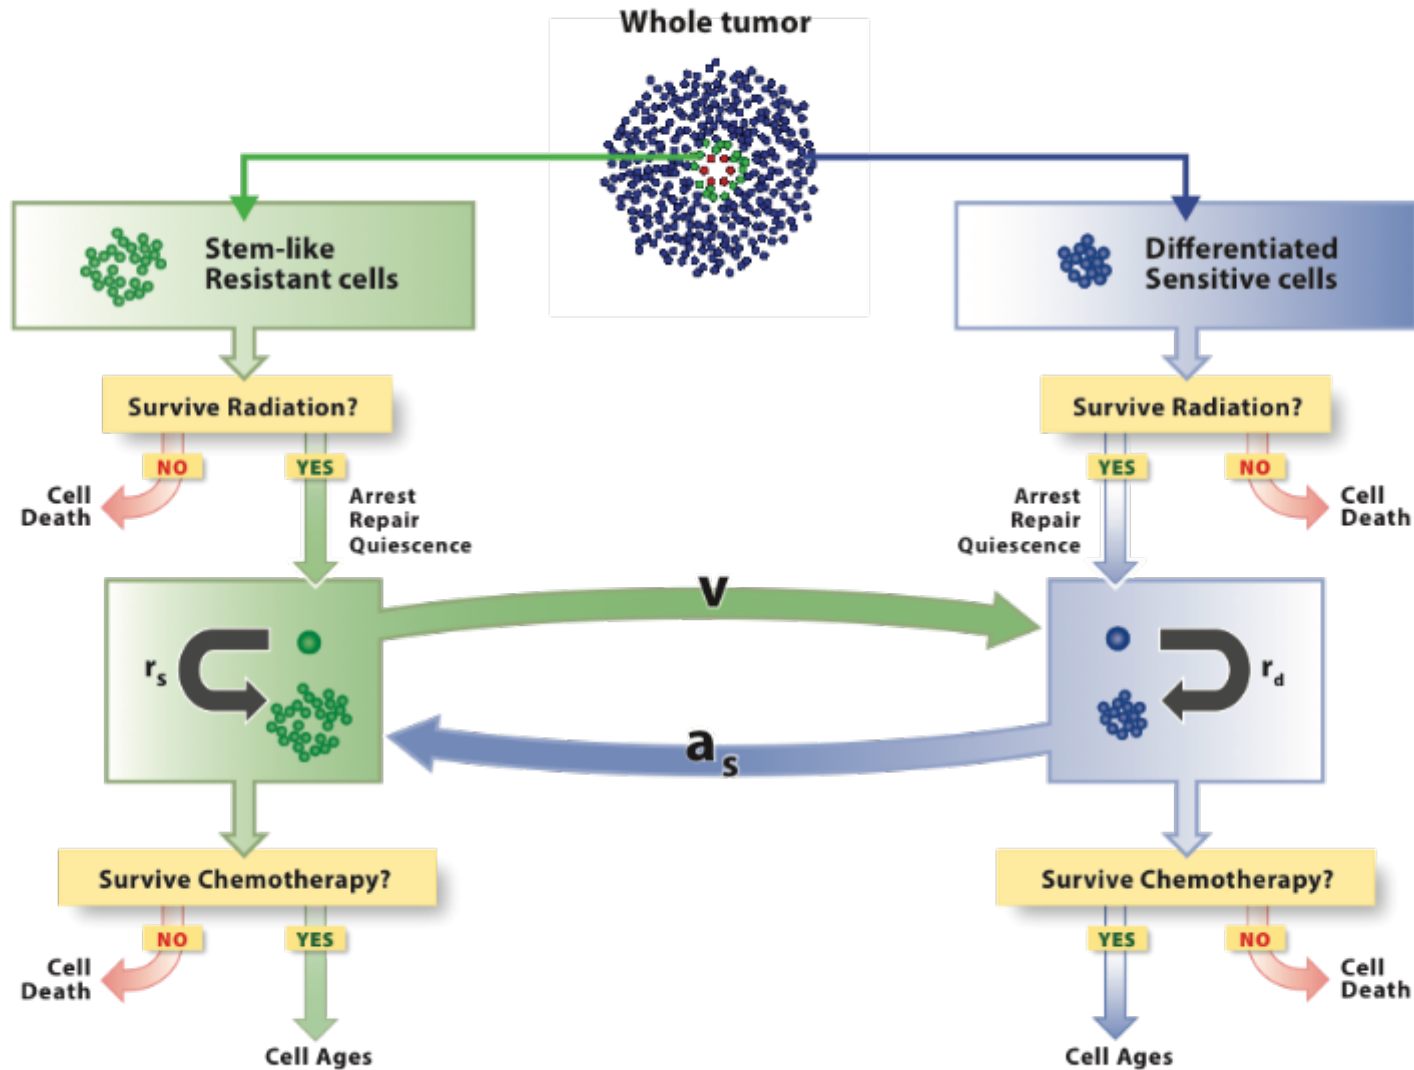 Whole tumor
Stem-like
Resistant cells
Differentiated
Sensitive cells
Survive Radiation?
Survive Radiation?
NO
YES
YES
NO
Cell
Death
Arrest
Repair
Quiescence
Arrest
Repair
Quiescence
Cell
Death
v
rs
rd
as
Survive Chemotherapy?
Survive Chemotherapy?
NO
YES
YES
NO
Cell
Death
Cell
Death
Cell Ages
Cell Ages